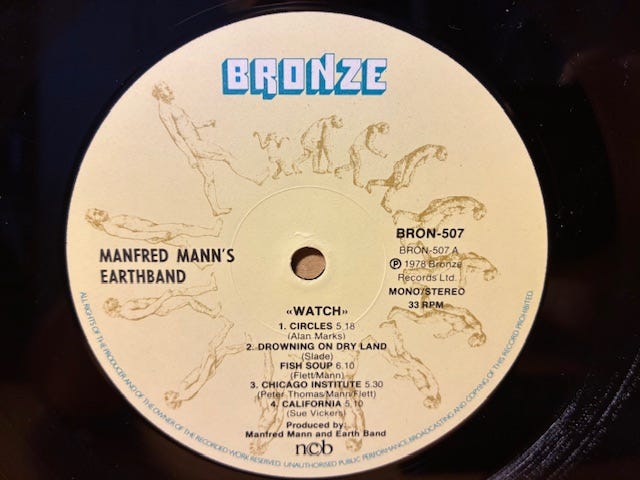 BRONZE
MANFRED MANN'S
EARTHBAND
BRON-507
BRON-507 A
Ⓟ 1978 Bronze
Records Ltd.
MONO/STEREO
33 RPM
«WATCH»
1. CIRCLES 5.18
(Alan Marks)
2. DROWNING ON DRY LAND
(Slade)
FISH SOUP 6.10
(Flett/Mann)
3. CHICAGO INSTITUTE 5.30
(Peter Thomas/Mann/Flett)
4. CALIFORNIA 5.10
(Sue Vickers)
Produced by:
Manfred Mann and Earth Band
ncb
ALL RIGHTS OF THE PRODUCER AND OF THE OWNER OF THE RECORDED WORK RESERVED. UNAUTHORISED PUBLIC PERFORMANCE, BROADCASTING AND COPYING OF THIS RECORD PROHIBITED.